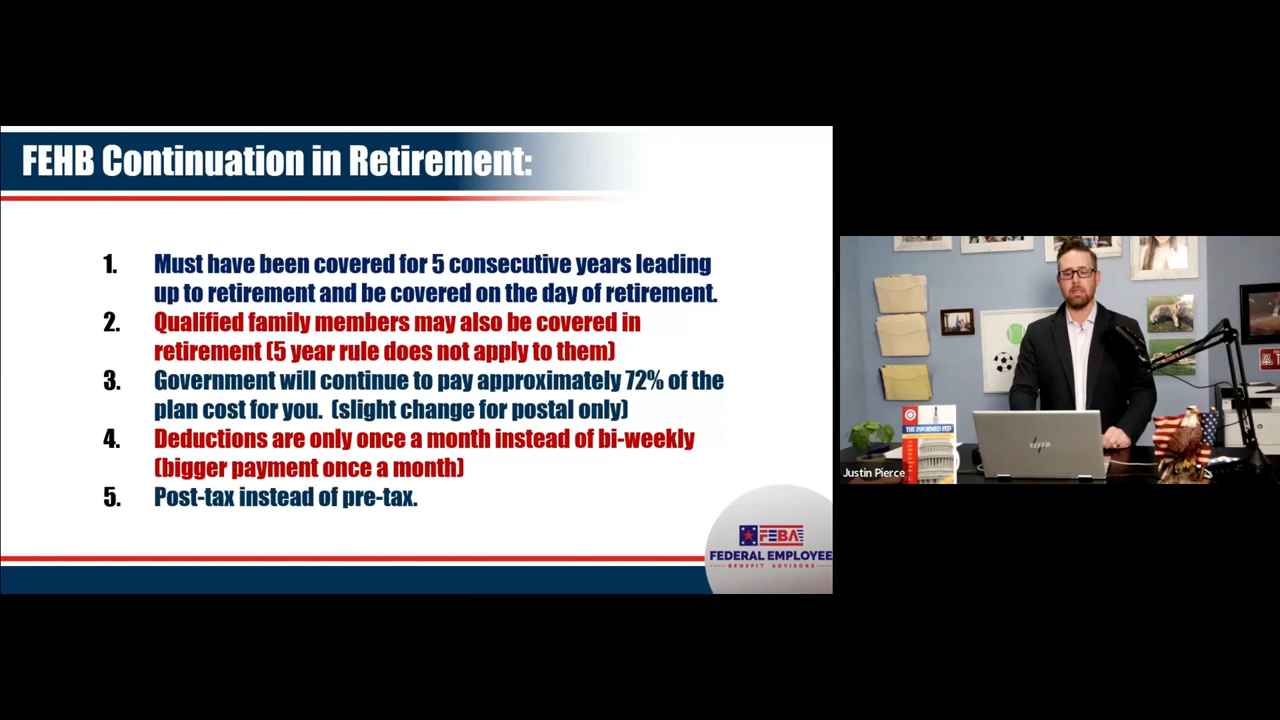 FEHB Continuation in Retirement:
1. Must have been covered for 5 consecutive years leading
up to retirement and be covered on the day of retirement.
2. Qualified family members may also be covered in
retirement (5 year rule does not apply to them)
3. Government will continue to pay approximately 72% of the
plan cost for you. (slight change for postal only)
4. Deductions are only once a month instead of bi-weekly
(bigger payment once a month)
5. Post-tax instead of pre-tax.
FEBA
FEDERAL EMPLOYEE
BENEFIT ADVISORS
THE INFORMED FED
hp
Justin Pierce